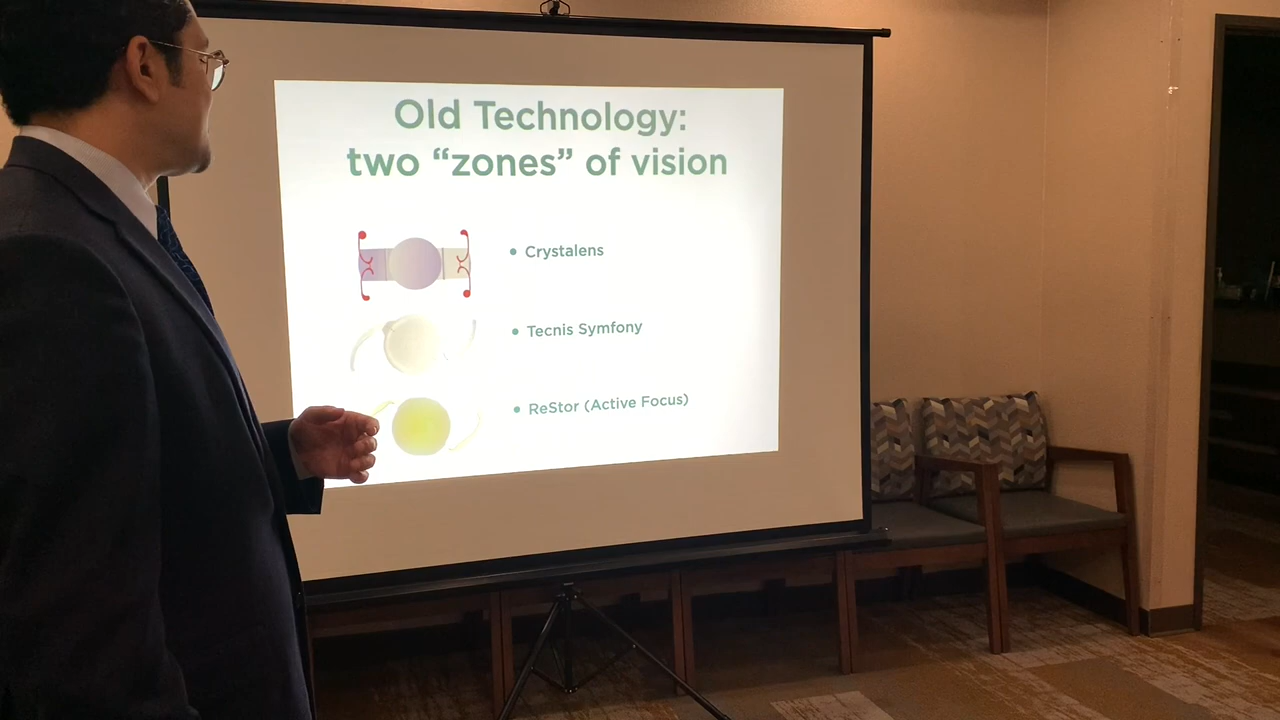 Old Technology:
two “zones” of vision
• Crystalens
• Tecnis Symfony
• ReStor (Active Focus)